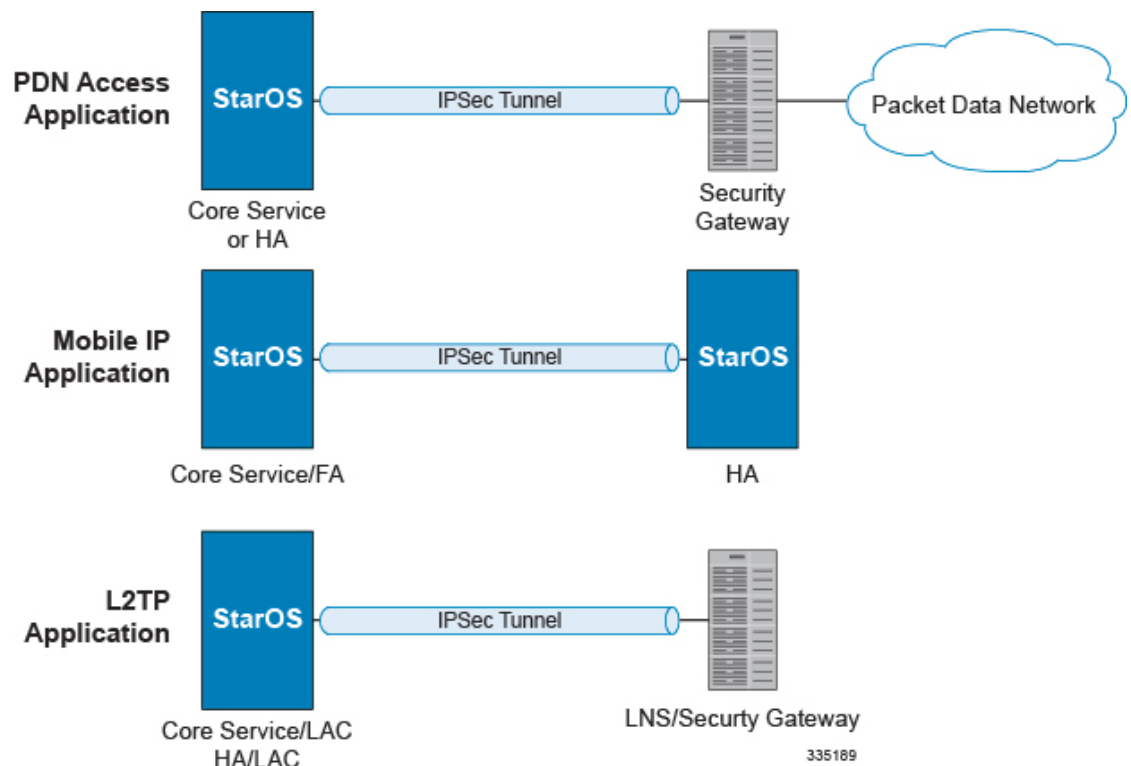 PDN Access
Application
StarOS
IPSec Tunnel
Packet Data Network
Core Service
or HA
Security
Gateway
Mobile IP
Application
StarOS
IPSec Tunnel
StarOS
Core Service/FA
HA
L2TP
Application
StarOS
IPSec Tunnel
Core Service/LAC
HA/LAC
LNS/Securty Gateway
335189